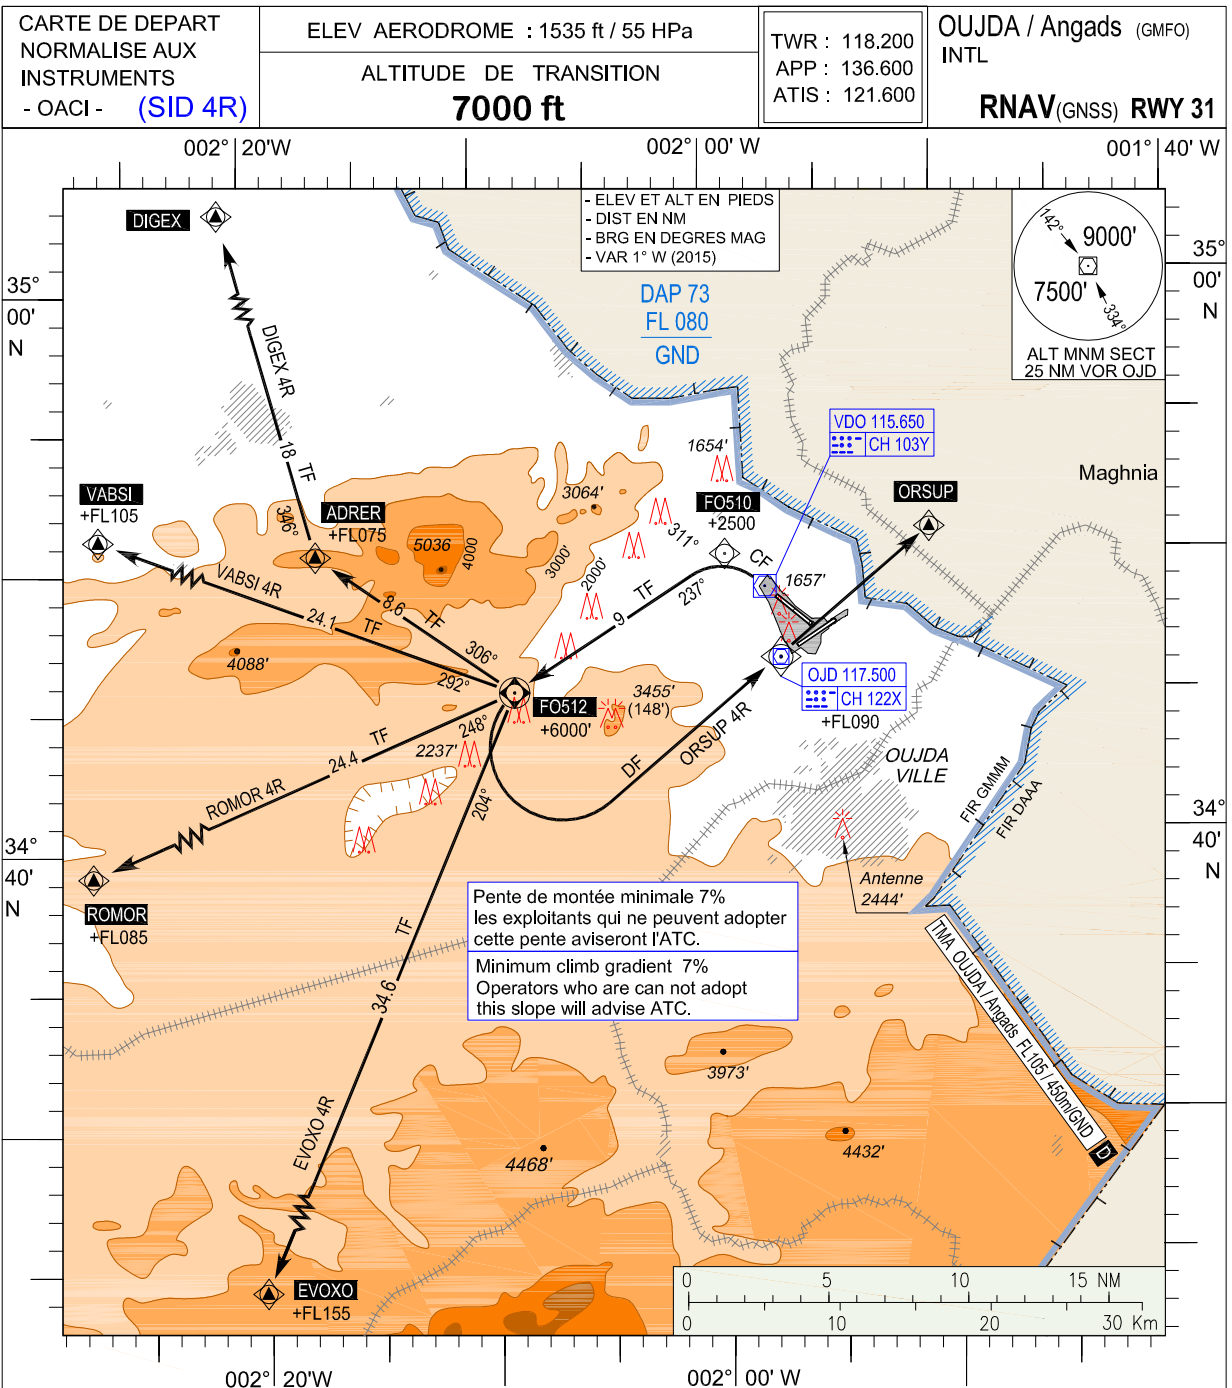 CARTE DE DEPART
NORMALISE AUX
INSTRUMENTS
- OACI - (SID 4R)
ELEV AERODROME : 1535 ft / 55 HPa
ALTITUDE DE TRANSITION
7000 ft
TWR : 118.200
APP : 136.600
ATIS : 121.600
OUJDA / Angads (GMFO)
INTL
RNAV(GNSS) RWY 31
002° 20'W
002° 00' W
001° 40' W
- ELEV ET ALT EN PIEDS
- DIST EN NM
- BRG EN DEGRES MAG
- VAR 1° W (2015)
DAP 73
FL 080
GND
142°
9000'
7500'
334°
ALT MNM SECT
25 NM VOR OJD
35°
00'
N
35°
00'
N
DIGEX
DIGEX 4R
18 TF
346°
VABSI
+FL105
ADRER
+FL075
5036
4000
3064'
3000'
2000'
1654'
311°
FO510
+2500
CF
VDO 115.650
CH 103Y
1657'
ORSUP
Maghnia
VABSI 4R
24.1 TF
8.6 TF
306°
292°
9 TF
237°
4088'
FO512
+6000'
3455'
(148')
OJD 117.500
CH 122X
+FL090
248°
2237'
24.4 TF
ROMOR 4R
204°
DF
ORSUP 4R
OUJDA
VILLE
FIR GMMM
FIR DAAA
34°
40'
N
34°
40'
N
ROMOR
+FL085
Antenne
2444'
Pente de montée minimale 7%
les exploitants qui ne peuvent adopter
cette pente aviseront l'ATC.
Minimum climb gradient 7%
Operators who are can not adopt
this slope will advise ATC.
TF
34.6
TMA OUJDA / Angads FL105 / 450m/GND
D
3973'
EVOXO 4R
4468'
4432'
EVOXO
+FL155
0 5 10 15 NM
0 10 20 30 Km
002° 20'W
002° 00' W